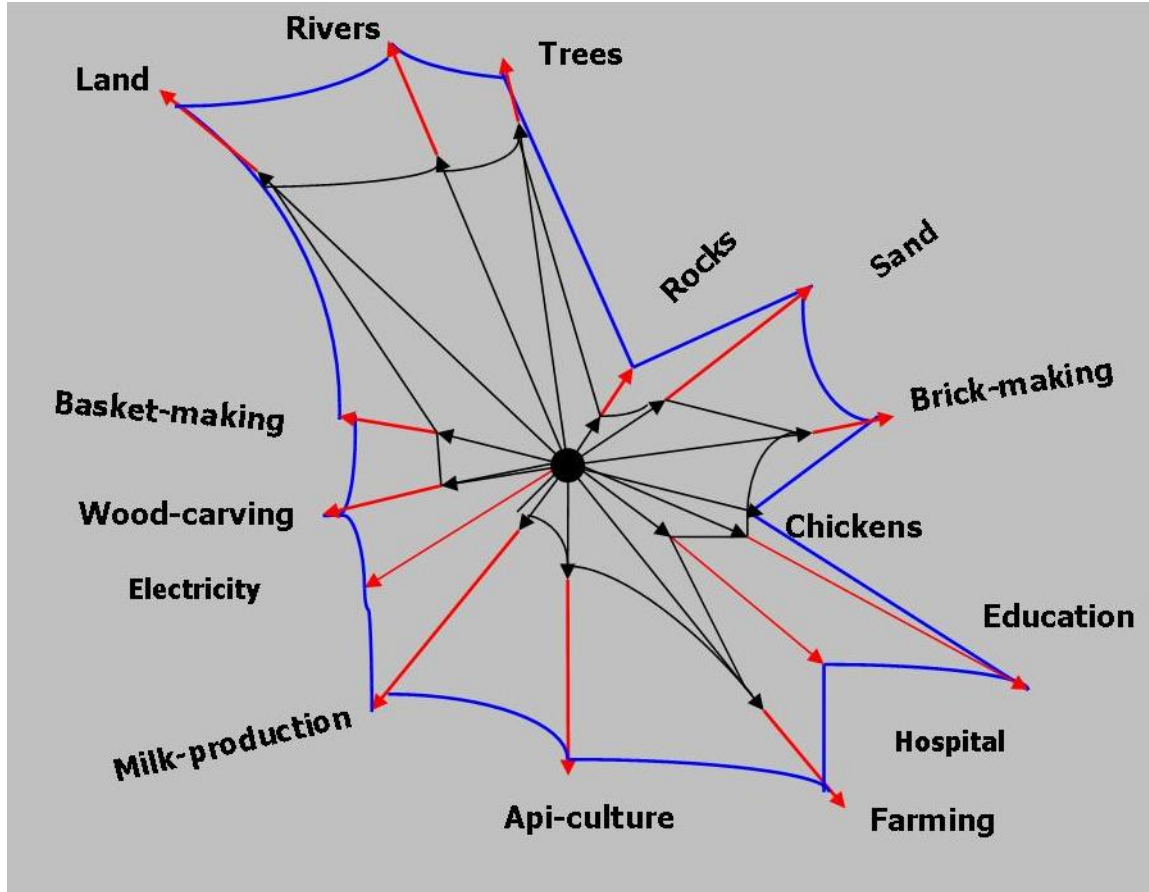 Rivers
Trees
Land
Rocks
Sand
Brick-making
Basket-making
Wood-carving
Chickens
Electricity
Education
Milk-production
Hospital
Api-culture
Farming